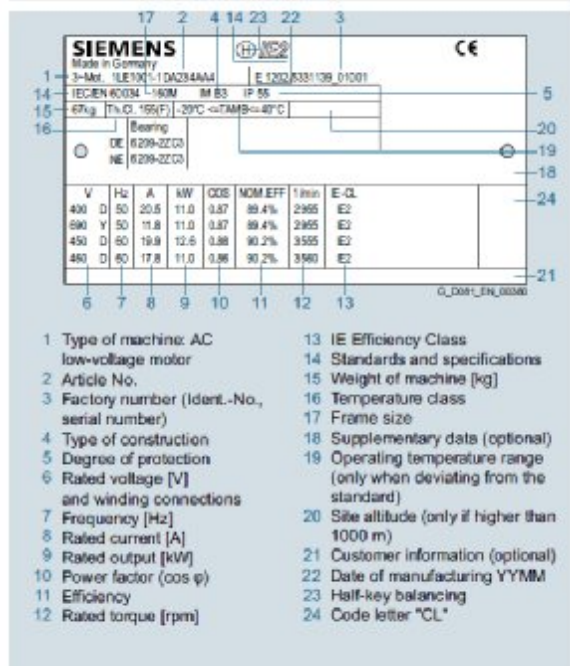 17 2 4 14 23 22 3
SIEMENS H IE2 CE
Made in Germany
1 3~Mot. 1LE1001-1DA234AA4 E 1202/5331139_01001
14 IEC/EN 60034 160M IM B3 IP 55 5
15 67kg Th.Cl. 155(F) -20°C <=TAMB<= 40°C
16 Bearing 20
DE 6209-2ZC3 19
NE 6209-2ZC3
18
V Hz A kW COS NOM.EFF 1/min IE-CL 24
400 D 50 20.5 11.0 0.87 89.4% 2955 IE2
690 Y 50 11.8 11.0 0.87 89.4% 2955 IE2
450 D 60 19.9 12.6 0.88 90.2% 3555 IE2
460 D 60 17.8 11.0 0.86 90.2% 3560 IE2
21
6 7 8 9 10 11 12 13
1 Type of machine: AC
low-voltage motor
2 Article No.
3 Factory number (Ident.-No.,
serial number)
4 Type of construction
5 Degree of protection
6 Rated voltage [V]
and winding connections
7 Frequency [Hz]
8 Rated current [A]
9 Rated output [kW]
10 Power factor (cos φ)
11 Efficiency
12 Rated torque [rpm]
13 IE Efficiency Class
14 Standards and specifications
15 Weight of machine [kg]
16 Temperature class
17 Frame size
18 Supplementary data (optional)
19 Operating temperature range
(only when deviating from the
standard)
20 Site altitude (only if higher than
1000 m)
21 Customer information (optional)
22 Date of manufacturing YYMM
23 Half-key balancing
24 Code letter "CL"